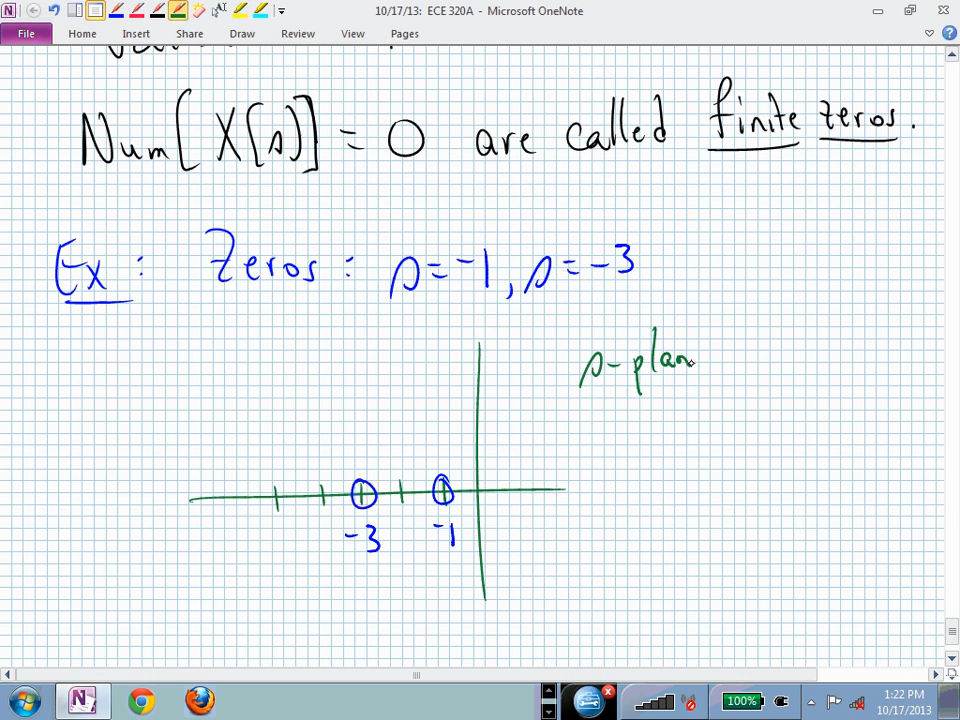 10/17/13: ECE 320A - Microsoft OneNote
File Home Insert Share Draw Review View Pages
Num[X(s)] = 0 are called finite zeros.
Ex: Zeros: s=-1, s=-3
s-plan
-3 -1
100% 1:22 PM
10/17/2013